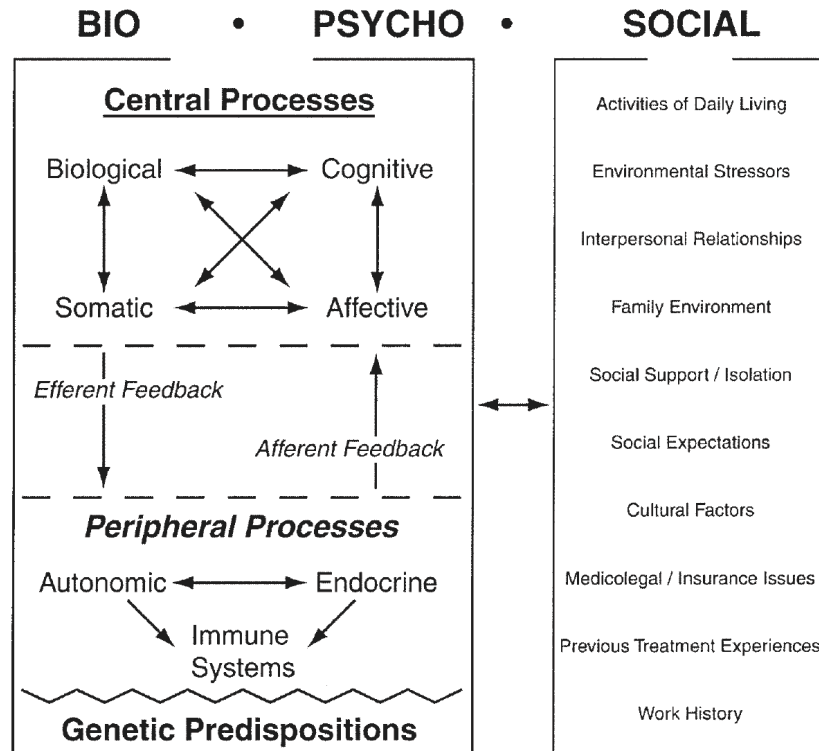 BIO • PSYCHO • SOCIAL
Central Processes
Biological Cognitive
Somatic Affective
Efferent Feedback
Afferent Feedback
Peripheral Processes
Autonomic Endocrine
Immune
Systems
Genetic Predispositions
Activities of Daily Living
Environmental Stressors
Interpersonal Relationships
Family Environment
Social Support / Isolation
Social Expectations
Cultural Factors
Medicolegal / Insurance Issues
Previous Treatment Experiences
Work History